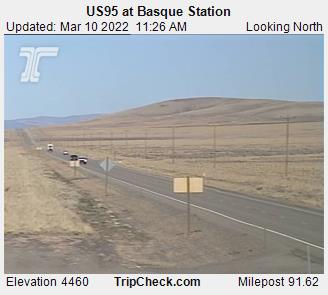 US95 at Basque Station
Updated: Mar 10 2022 11:26 AM Looking North
Elevation 4460 TripCheck.com Milepost 91.62